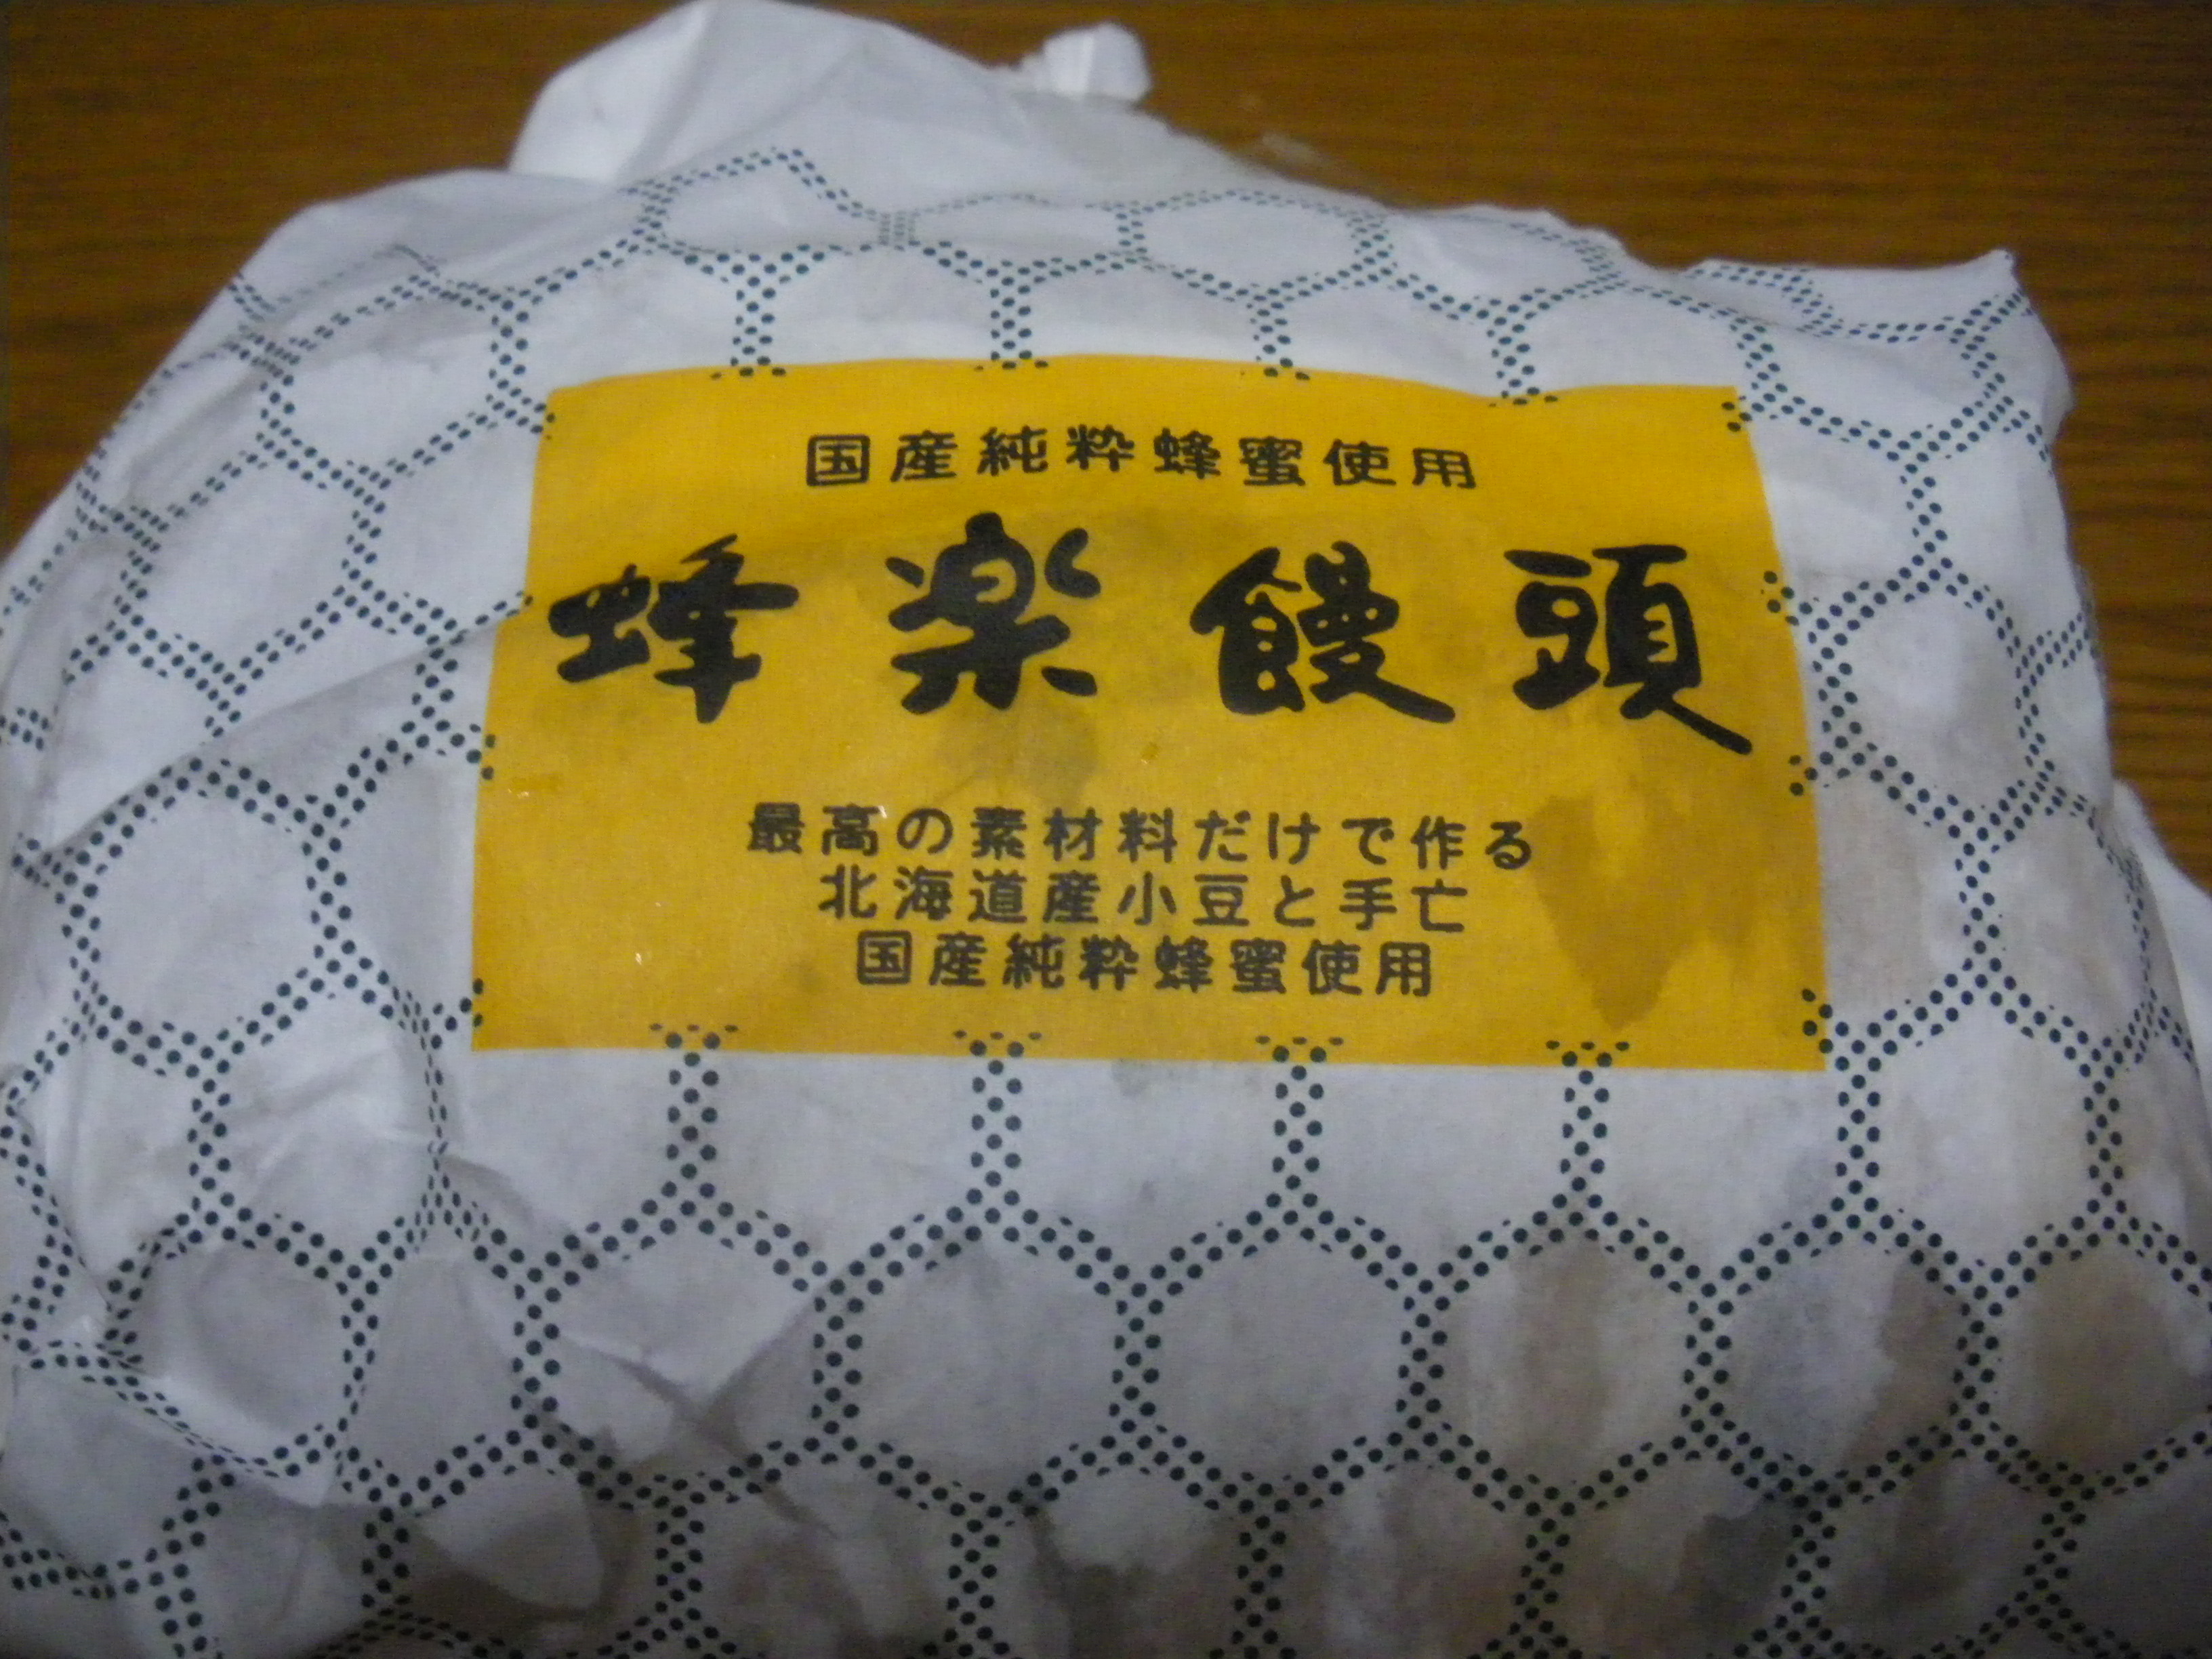 国産純粋蜂蜜使用
蜂楽饅頭
最高の素材料だけで作る
北海道産小豆と手亡
国産純粋蜂蜜使用